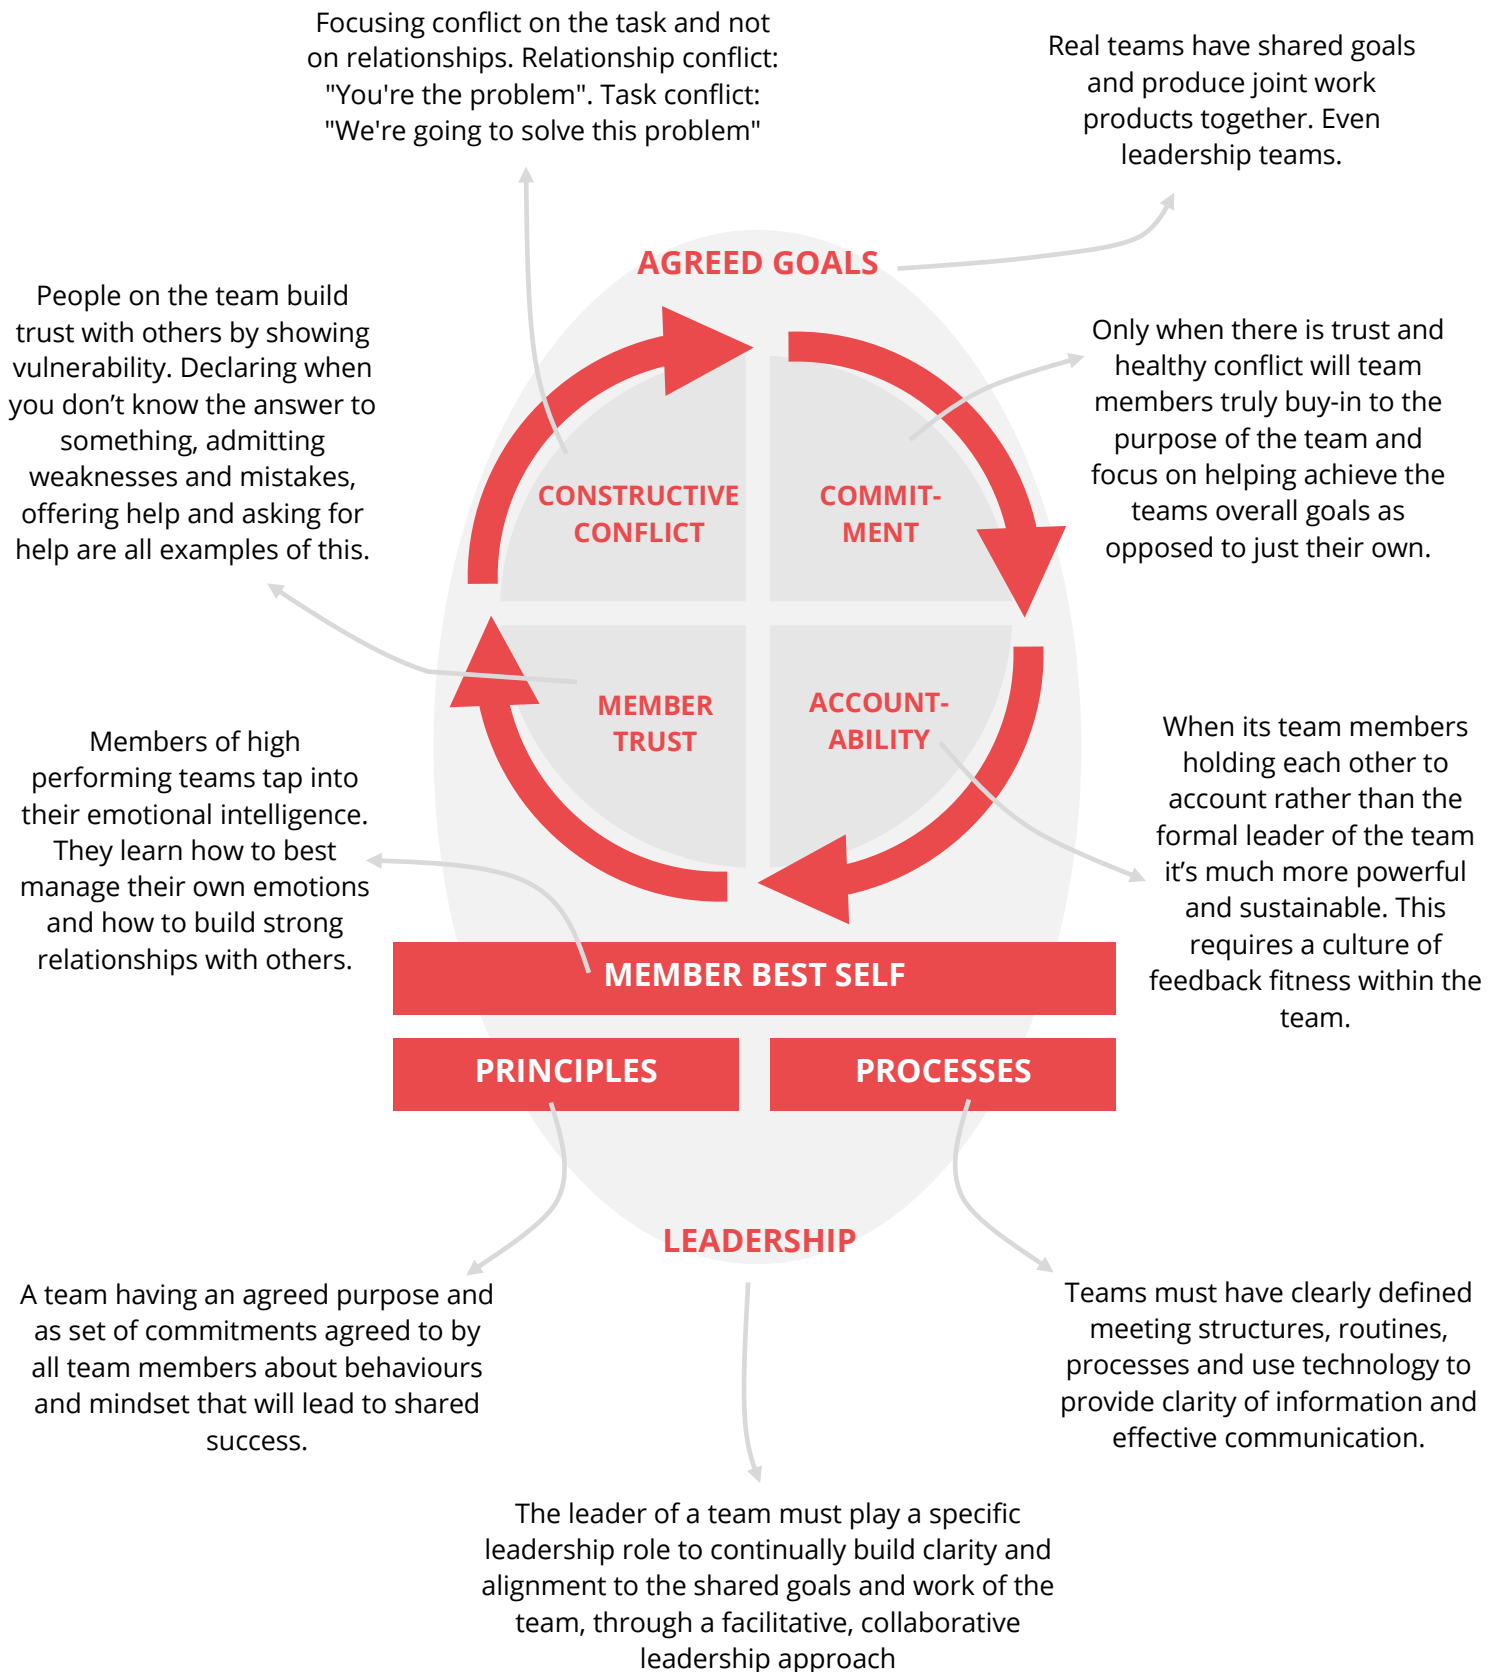 Focusing conflict on the task and not
on relationships. Relationship conflict:
"You're the problem". Task conflict:
"We're going to solve this problem"
Real teams have shared goals
and produce joint work
products together. Even
leadership teams.
AGREED GOALS
People on the team build
trust with others by showing
vulnerability. Declaring when
you don’t know the answer to
something, admitting
weaknesses and mistakes,
offering help and asking for
help are all examples of this.
Only when there is trust and
healthy conflict will team
members truly buy-in to the
purpose of the team and
focus on helping achieve the
teams overall goals as
opposed to just their own.
CONSTRUCTIVE
CONFLICT
COMMIT-
MENT
MEMBER
TRUST
ACCOUNT-
ABILITY
Members of high
performing teams tap into
their emotional intelligence.
They learn how to best
manage their own emotions
and how to build strong
relationships with others.
When its team members
holding each other to
account rather than the
formal leader of the team
it’s much more powerful
and sustainable. This
requires a culture of
feedback fitness within the
team.
MEMBER BEST SELF
PRINCIPLES
PROCESSES
LEADERSHIP
A team having an agreed purpose and
as set of commitments agreed to by
all team members about behaviours
and mindset that will lead to shared
success.
Teams must have clearly defined
meeting structures, routines,
processes and use technology to
provide clarity of information and
effective communication.
The leader of a team must play a specific
leadership role to continually build clarity and
alignment to the shared goals and work of the
team, through a facilitative, collaborative
leadership approach